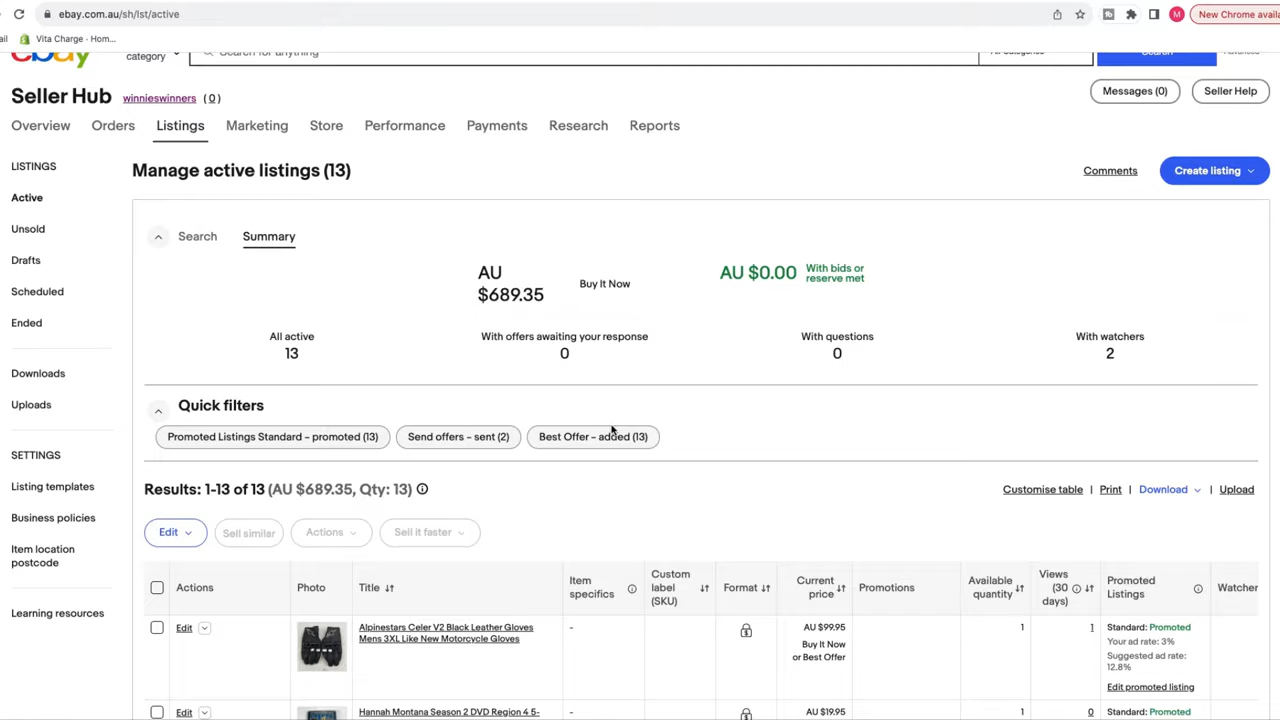 ebay.com.au/sh/lst/active
New Chrome availa
ail
Vita Charge - Hom...
ebay
category
Search for anything
All Categories
Search
Advanced
Seller Hub winnieswinners (0)
Messages (0) Seller Help
Overview Orders Listings Marketing Store Performance Payments Research Reports
LISTINGS
Active
Unsold
Drafts
Scheduled
Ended
Downloads
Uploads
SETTINGS
Listing templates
Business policies
Item location
postcode
Learning resources
Manage active listings (13)
Comments
Create listing
Search Summary
AU
$689.35
Buy It Now
AU $0.00
With bids or
reserve met
All active
13
With offers awaiting your response
0
With questions
0
With watchers
2
Quick filters
Promoted Listings Standard – promoted (13) Send offers – sent (2) Best Offer – added (13)
Results: 1-13 of 13 (AU $689.35, Qty: 13)
Customise table | Print | Download | Upload
Edit Sell similar Actions Sell it faster
Actions
Photo
Title
Item
specifics
Custom
label
(SKU)
Format
Current
price
Promotions
Available
quantity
Views
(30
days)
Promoted
Listings
Watcher
Edit
Alpinestars Celer V2 Black Leather Gloves
Mens 3XL Like New Motorcycle Gloves
-
AU $99.95
Buy It Now
or Best Offer
1
1
Standard: Promoted
Your ad rate: 3%
Suggested ad rate:
12.8%
Edit promoted listing
Edit
Hannah Montana Season 2 DVD Region 4 5-
-
AU $19.95
1
0
Standard: Promoted